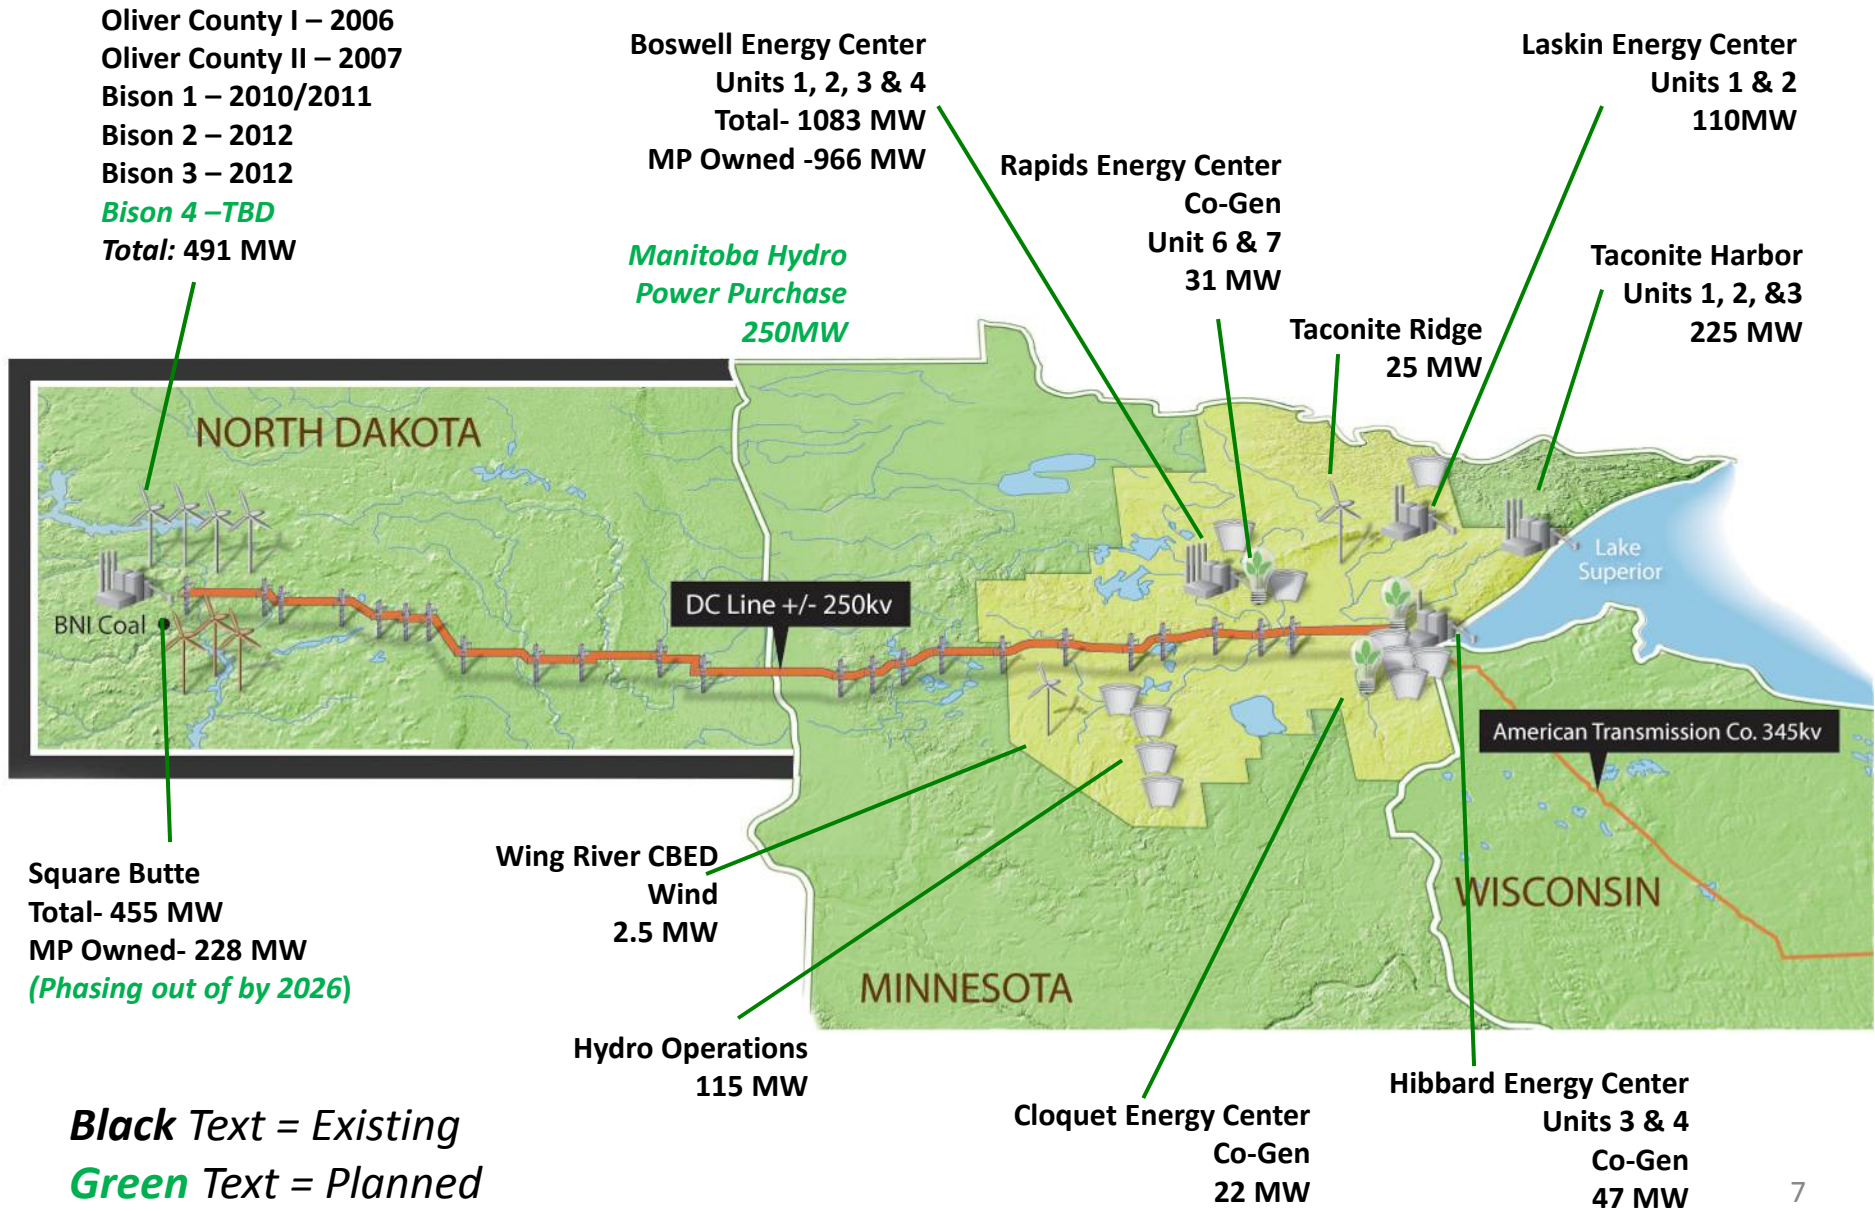 Oliver County I – 2006
Oliver County II – 2007
Bison 1 – 2010/2011
Bison 2 – 2012
Bison 3 – 2012
Bison 4 –TBD
Total: 491 MW
Boswell Energy Center
Units 1, 2, 3 & 4
Total- 1083 MW
MP Owned -966 MW
Manitoba Hydro
Power Purchase
250MW
Rapids Energy Center
Co-Gen
Unit 6 & 7
31 MW
Laskin Energy Center
Units 1 & 2
110MW
Taconite Harbor
Units 1, 2, &3
225 MW
Taconite Ridge
25 MW
NORTH DAKOTA
BNI Coal
DC Line +/- 250kv
Lake
Superior
American Transmission Co. 345kv
WISCONSIN
MINNESOTA
Square Butte
Total- 455 MW
MP Owned- 228 MW
(Phasing out of by 2026)
Wing River CBED
Wind
2.5 MW
Hydro Operations
115 MW
Cloquet Energy Center
Co-Gen
22 MW
Hibbard Energy Center
Units 3 & 4
Co-Gen
47 MW
Black Text = Existing
Green Text = Planned
7